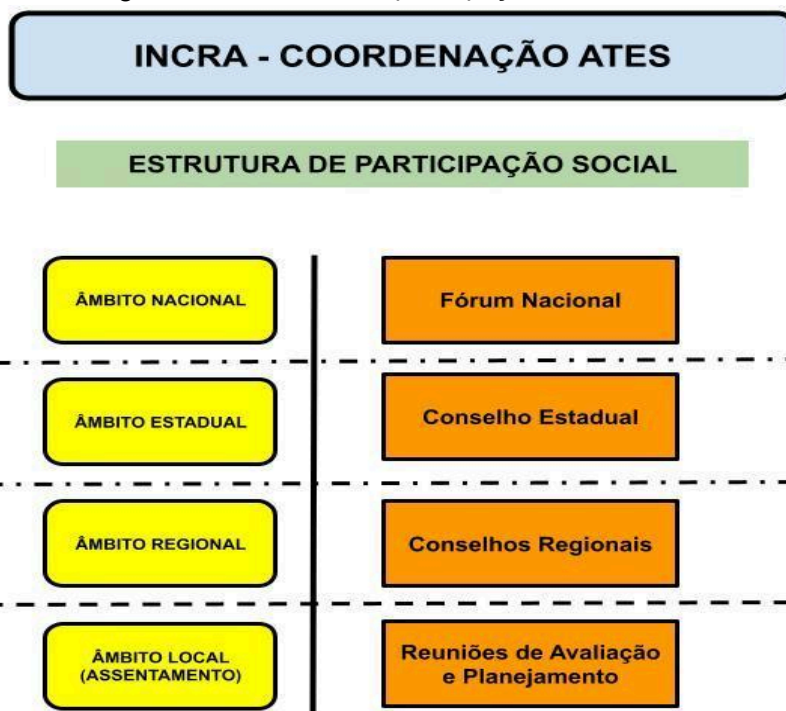 INCRA - COORDENAÇÃO ATES
ESTRUTURA DE PARTICIPAÇÃO SOCIAL
ÂMBITO NACIONAL
Fórum Nacional
ÂMBITO ESTADUAL
Conselho Estadual
ÂMBITO REGIONAL
Conselhos Regionais
ÂMBITO LOCAL
(ASSENTAMENTO)
Reuniões de Avaliação
e Planejamento